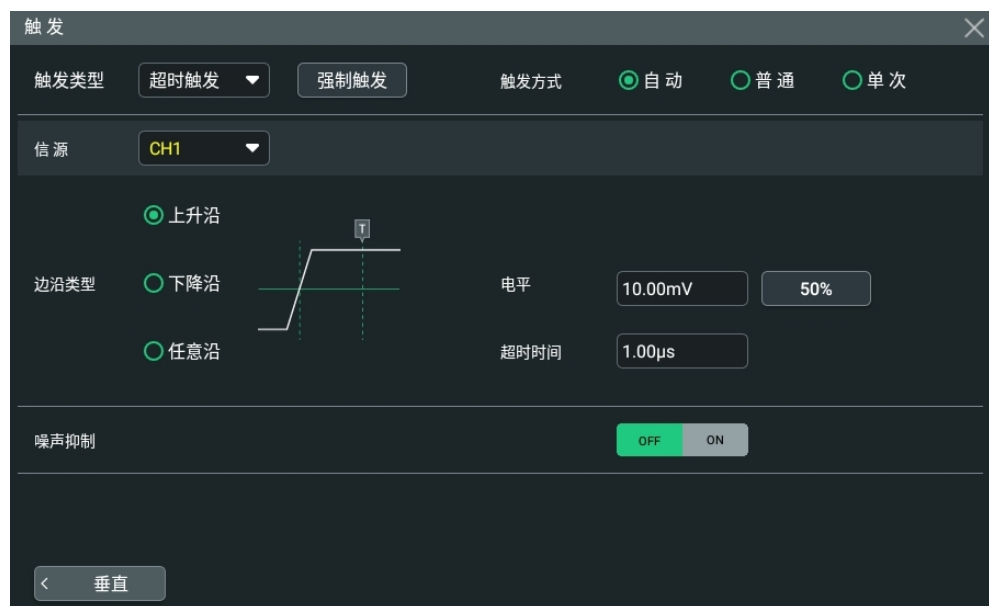 触发
触发类型 超时触发 强制触发 触发方式 自动 普通 单次
信源 CH1
上升沿
T
边沿类型 下降沿 电平 10.00mV 50%
任意沿 超时时间 1.00μs
噪声抑制 OFF ON
< 垂直